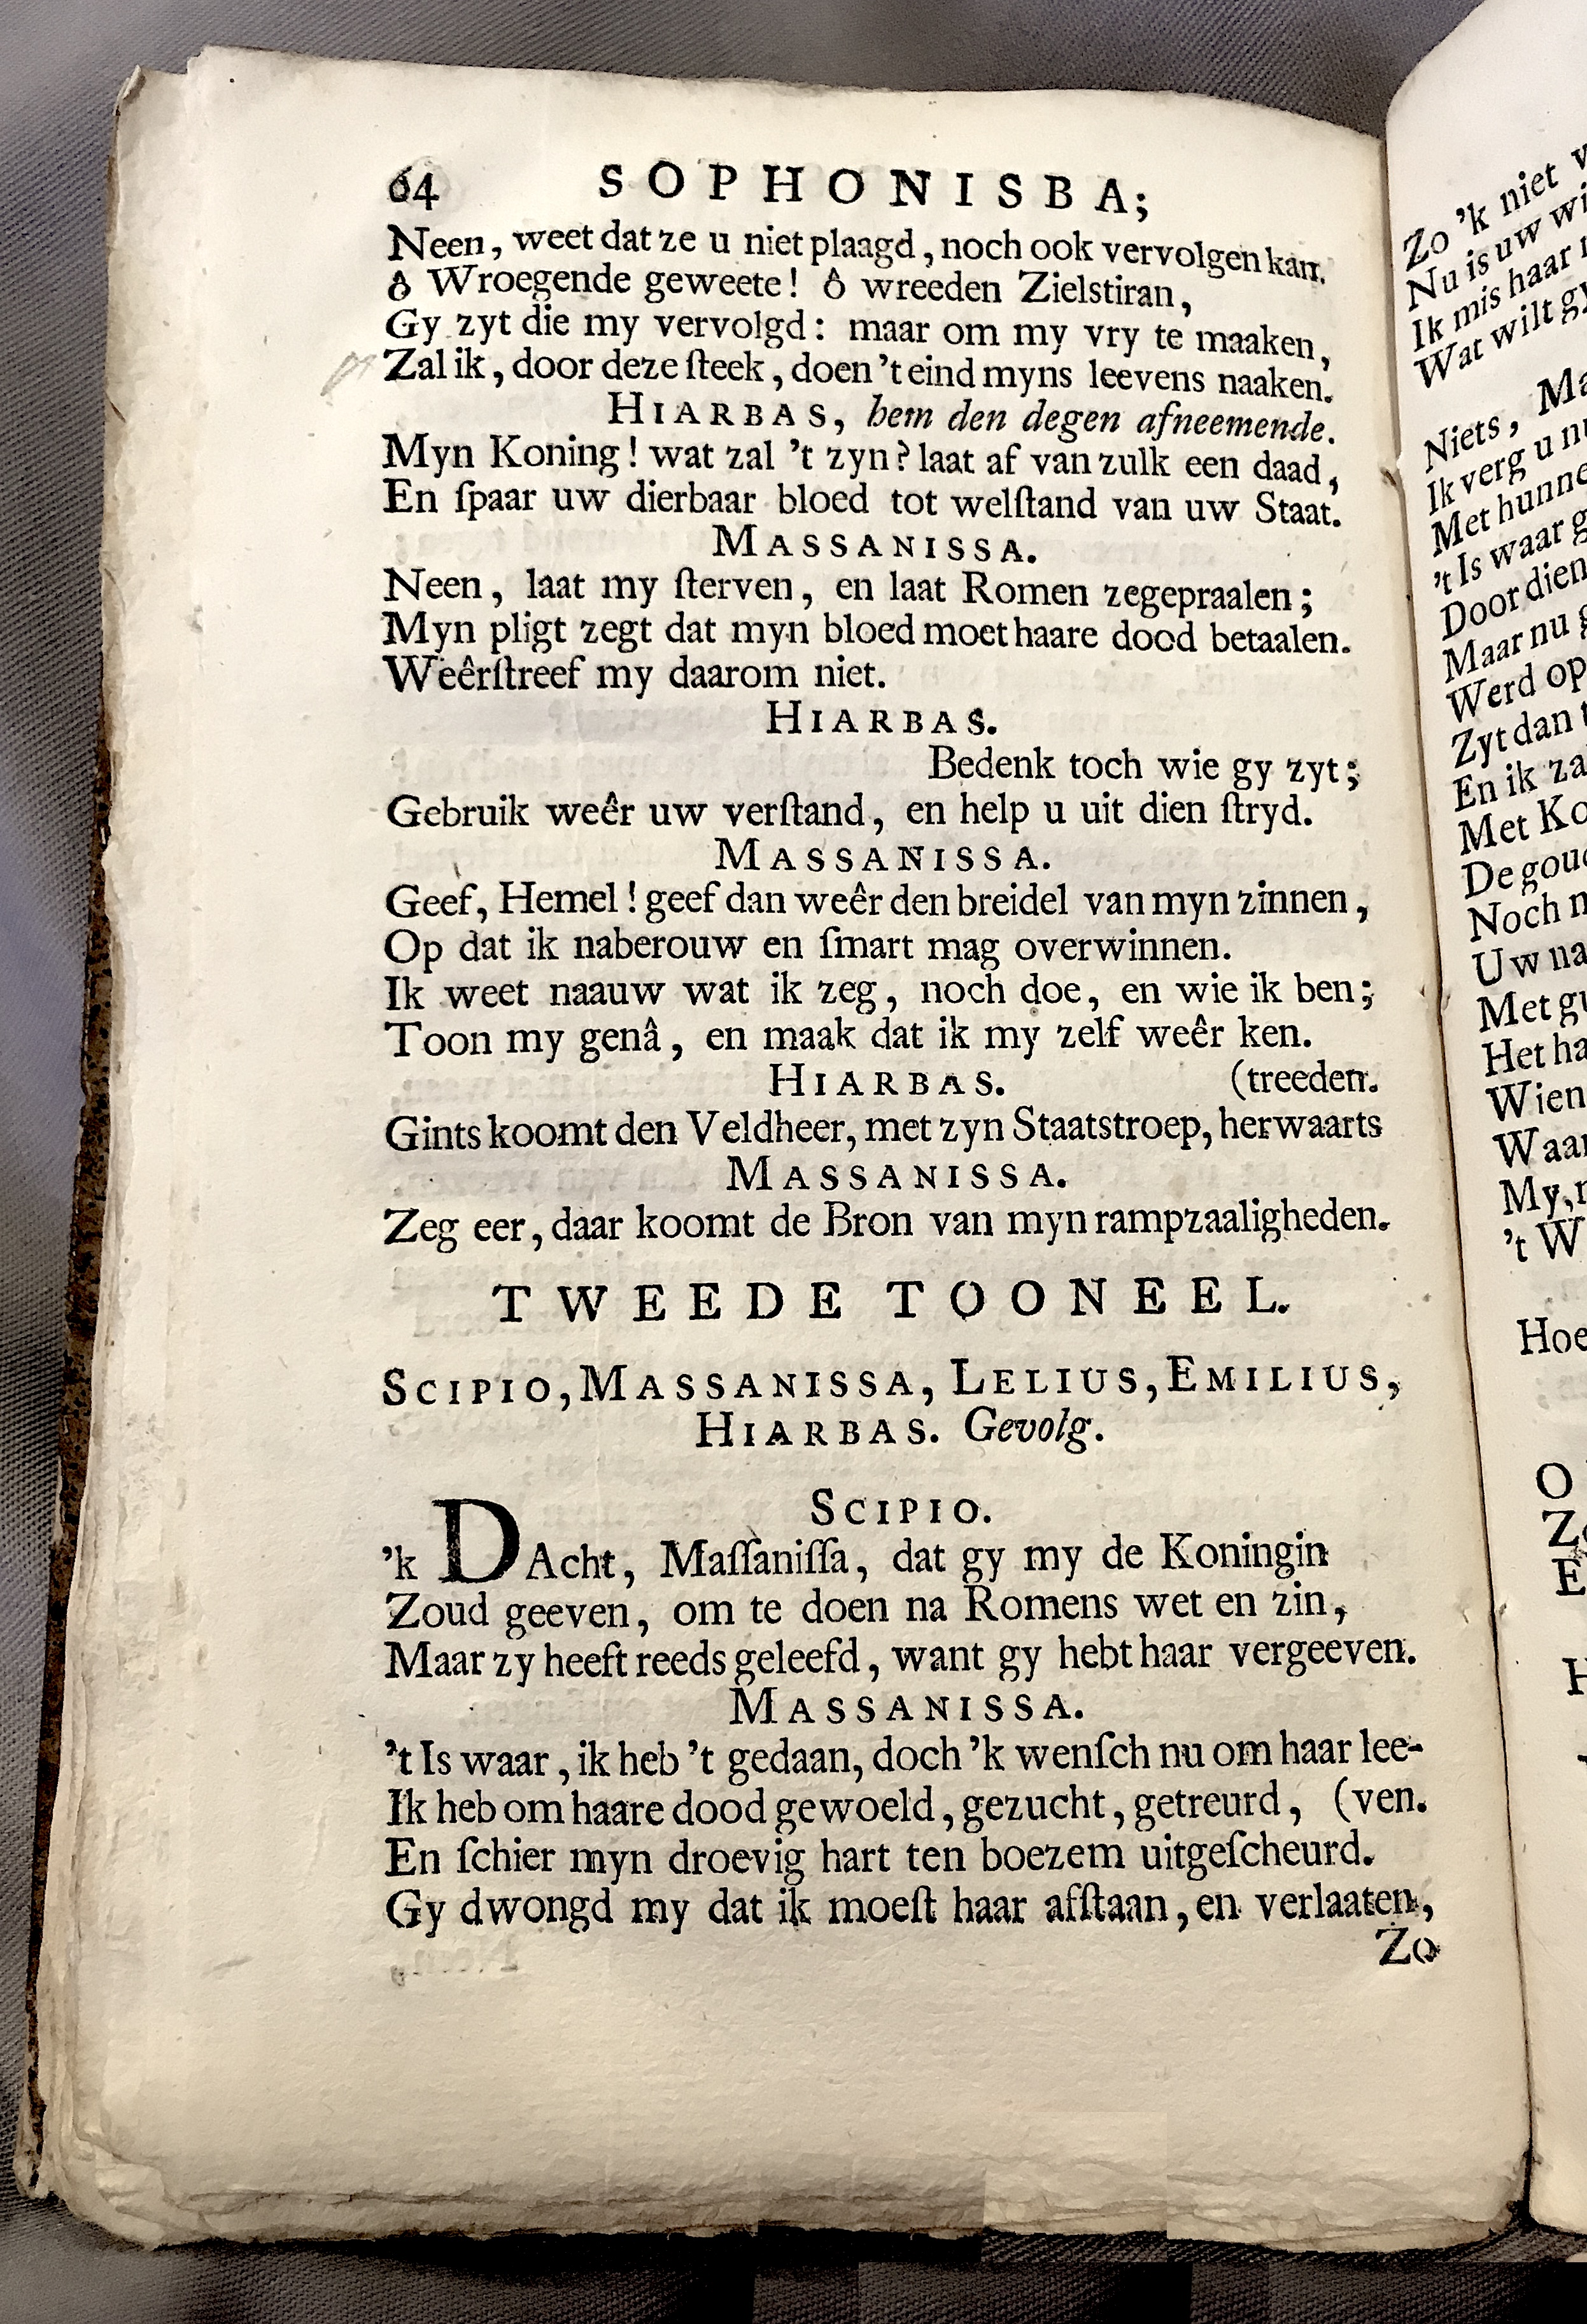 64 SOPHONISBA;
Neen, weet dat ze u niet plaagd, noch ook vervolgen kan.
ô Wroegende geweete! ô wreeden Zielstiran,
Gy zyt die my vervolgd: maar om my vry te maaken,
Zal ik, door deze ſteek, doen 't eind myns leevens naaken.
HIARBAS, hem den degen afneemende.
Myn Koning! wat zal 't zyn? laat af van zulk een daad,
En ſpaar uw dierbaar bloed tot welſtand van uw Staat.
MASSANISSA.
Neen, laat my ſterven, en laat Romen zegepraalen;
Myn pligt zegt dat myn bloed moet haare dood betaalen.
Weêrſtreef my daarom niet.
HIARBAS.
Bedenk toch wie gy zyt;
Gebruik weêr uw verſtand, en help u uit dien ſtryd.
MASSANISSA.
Geef, Hemel! geef dan weêr den breidel van myn zinnen,
Op dat ik naberouw en ſmart mag overwinnen.
Ik weet naauw wat ik zeg, noch doe, en wie ik ben;
Toon my genâ, en maak dat ik my zelf weêr ken.
HIARBAS. (treeden.
Gints koomt den Veldheer, met zyn Staatstroep, herwaarts
MASSANISSA.
Zeg eer, daar koomt de Bron van myn rampzaaligheden.
TWEEDE TOONEEL.
SCIPIO, MASSANISSA, LELIUS, EMILIUS,
HIARBAS. Gevolg.
SCIPIO.
'k DAcht, Maſſaniſſa, dat gy my de Koningin
Zoud geeven, om te doen na Romens wet en zin,
Maar zy heeft reeds geleefd, want gy hebt haar vergeeven.
MASSANISSA.
't Is waar, ik heb 't gedaan, doch 'k wenſch nu om haar lee-
Ik heb om haare dood gewoeld, gezucht, getreurd, (ven.
En ſchier myn droevig hart ten boezem uitgeſcheurd.
Gy dwongd my dat ik moeſt haar afſtaan, en verlaaten,
Zo
Zo 'k niet
Nu is uw
Ik mis haar
Wat wilt gy
Niets,
Ik verg u
Met hunne
't Is waar
Door dien
Maar nu
Werd op
Zyt dan
En ik
Met
De
Noch
Uw
Met
Het
Wien
My,
't W